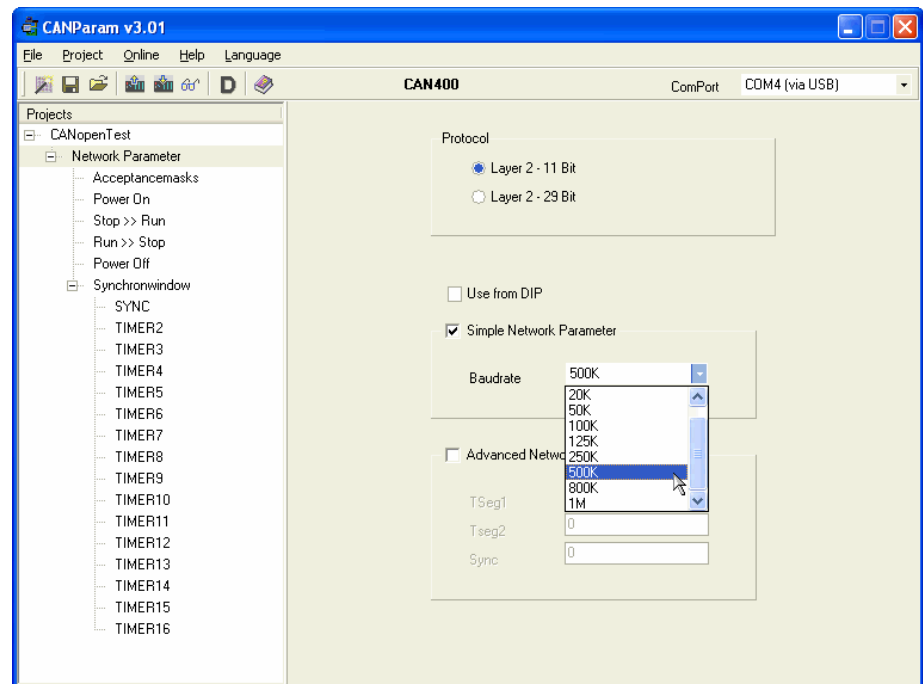 CANParam v3.01
File Project Online Help Language
D CAN400 ComPort COM4 (via USB)
Projects
CANopenTest
Network Parameter
Acceptancemasks
Power On
Stop >> Run
Run >> Stop
Power Off
Synchronwindow
SYNC
TIMER2
TIMER3
TIMER4
TIMER5
TIMER6
TIMER7
TIMER8
TIMER9
TIMER10
TIMER11
TIMER12
TIMER13
TIMER14
TIMER15
TIMER16
Protocol
Layer 2 - 11 Bit
Layer 2 - 29 Bit
Use from DIP
Simple Network Parameter
Baudrate 500K
20K
50K
100K
125K
250K
500K
800K
1M
Advanced Netwo
TSeg1
Tseg2 0
Sync 0